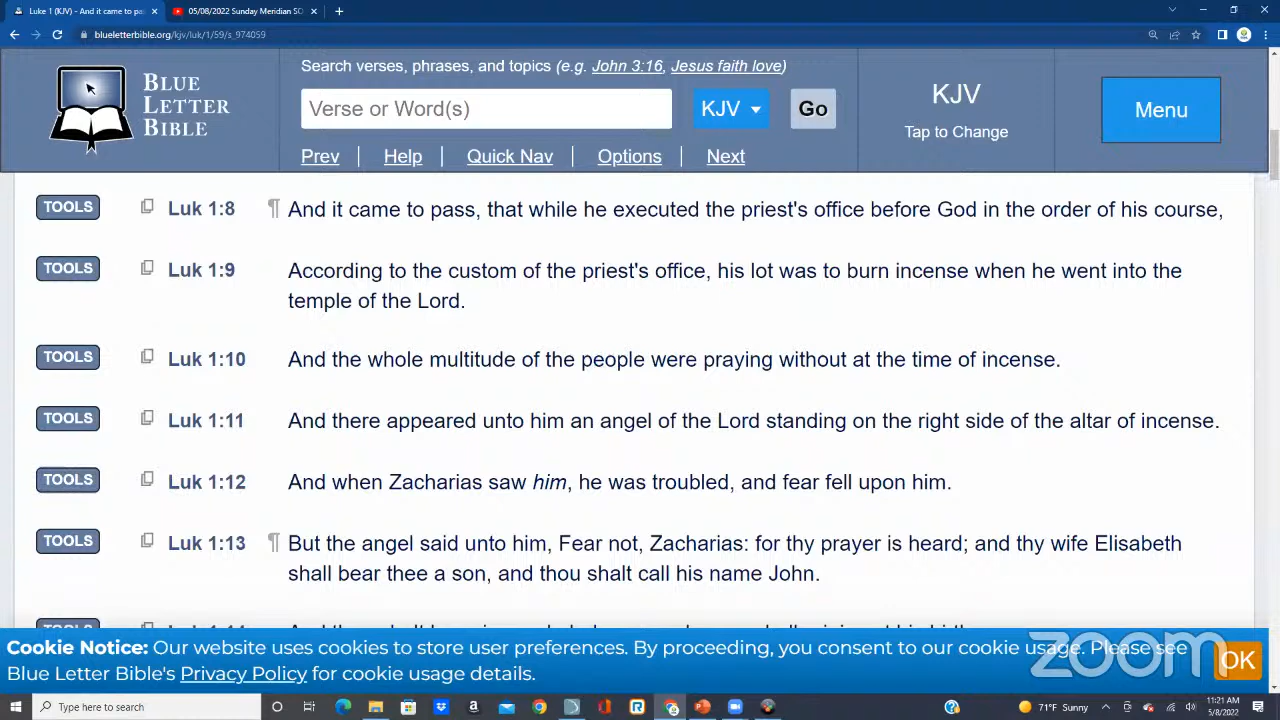 Luke 1 (KJV) - And it came to pa
05/08/2022 Sunday Meridian SD
blueletterbible.org/kjv/luk/1/59/s_974059
Search verses, phrases, and topics (e.g. John 3:16, Jesus faith love)
BLUE
LETTER
BIBLE
Verse or Word(s)
KJV
Go
Prev
Help
Quick Nav
Options
Next
KJV
Tap to Change
Menu
TOOLS Luk 1:8 ¶ And it came to pass, that while he executed the priest's office before God in the order of his course,
TOOLS Luk 1:9 According to the custom of the priest's office, his lot was to burn incense when he went into the
temple of the Lord.
TOOLS Luk 1:10 And the whole multitude of the people were praying without at the time of incense.
TOOLS Luk 1:11 And there appeared unto him an angel of the Lord standing on the right side of the altar of incense.
TOOLS Luk 1:12 And when Zacharias saw him, he was troubled, and fear fell upon him.
TOOLS Luk 1:13 ¶ But the angel said unto him, Fear not, Zacharias: for thy prayer is heard; and thy wife Elisabeth
shall bear thee a son, and thou shalt call his name John.
Cookie Notice: Our website uses cookies to store user preferences. By proceeding, you consent to our cookie usage. Please see
Blue Letter Bible's Privacy Policy for cookie usage details.
OK
zoom
Type here to search
71°F Sunny
11:21 AM
5/8/2022